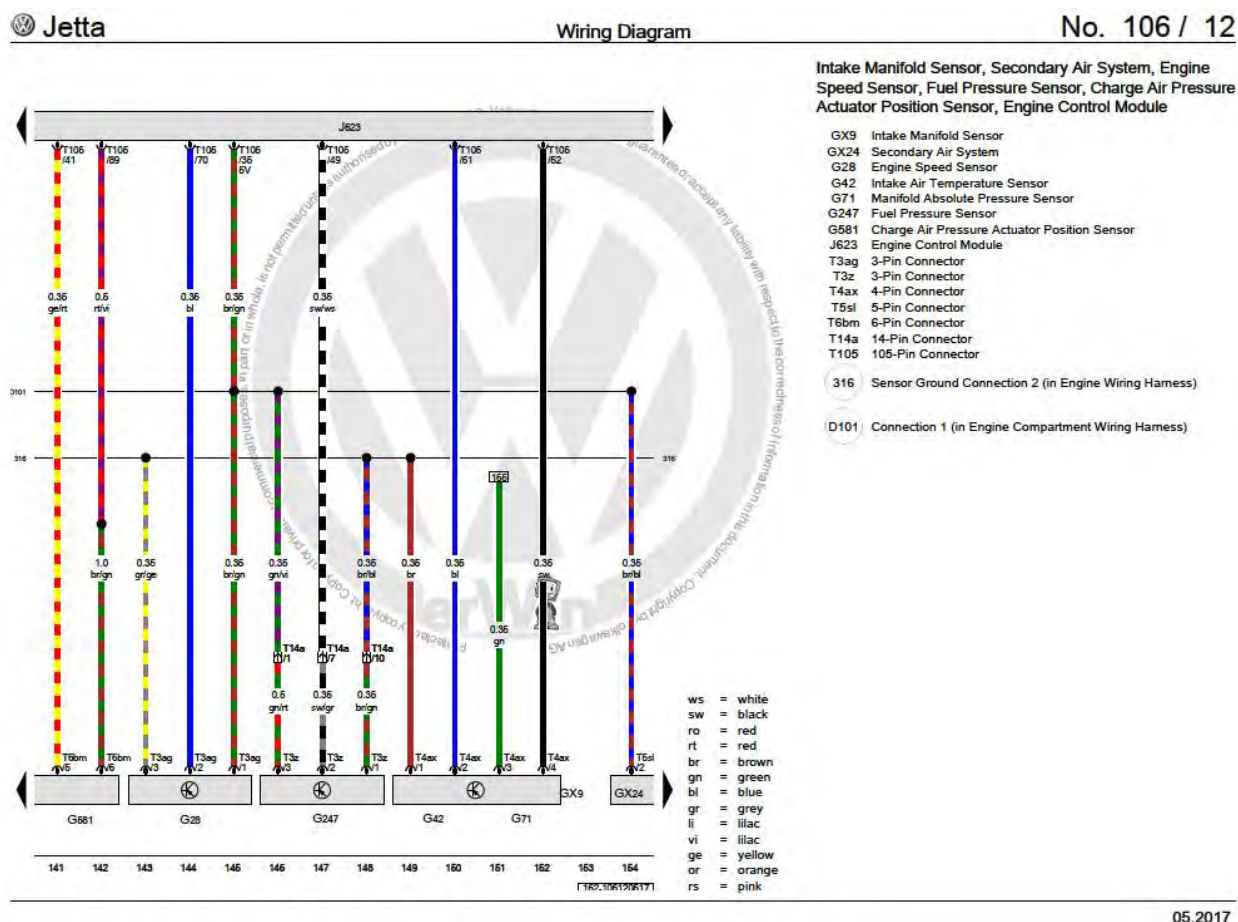 Jetta
Wiring Diagram
No. 106 / 12
Intake Manifold Sensor, Secondary Air System, Engine
Speed Sensor, Fuel Pressure Sensor, Charge Air Pressure
Actuator Position Sensor, Engine Control Module
GX9 Intake Manifold Sensor
GX24 Secondary Air System
G28 Engine Speed Sensor
G42 Intake Air Temperature Sensor
G71 Manifold Absolute Pressure Sensor
G247 Fuel Pressure Sensor
G581 Charge Air Pressure Actuator Position Sensor
J623 Engine Control Module
T3ag 3-Pin Connector
T3z 3-Pin Connector
T4ax 4-Pin Connector
T5sl 5-Pin Connector
T6bm 6-Pin Connector
T14a 14-Pin Connector
T105 105-Pin Connector
316 Sensor Ground Connection 2 (in Engine Wiring Harness)
D101 Connection 1 (in Engine Compartment Wiring Harness)
J623
T105 T105 T105 T105 T105 T105 T105
/41 /89 /70 /36 /49 /51 /52
5V
0.35 0.5 0.35 0.35 0.35
ge/rt rt/vi bl br/gn sw/ws
D101
316 316
1.0 0.35 0.35 0.35 0.35 0.35 0.35 0.35 0.35
br/gn gr/ge br/gn gn/vi br/bl br bl sw br/bl
0.35
gn
T14a T14a T14a
/1 /7 /10
0.5 0.35 0.35
gn/rt sw/gr br/gn
T6bm T6bm T3ag T3ag T3ag T3z T3z T3z T4ax T4ax T4ax T4ax T5sl
/5 /6 /3 /2 /1 /3 /2 /1 /1 /2 /3 /4 /2
GX9 GX24
G581 G28 G247 G42 G71
141 142 143 144 145 146 147 148 149 150 151 152 153 154
162-106120517
ws = white
sw = black
ro = red
rt = red
br = brown
gn = green
bl = blue
gr = grey
li = lilac
vi = lilac
ge = yellow
or = orange
rs = pink
05.2017